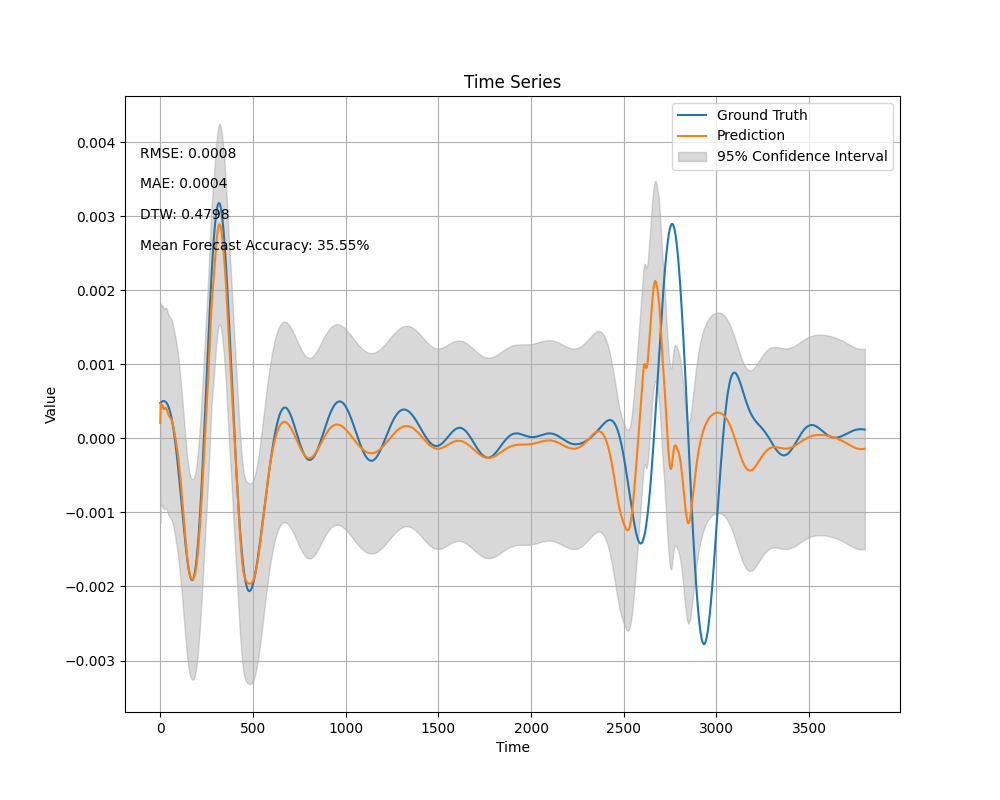 Time Series
Ground Truth
Prediction
95% Confidence Interval
RMSE: 0.0008
MAE: 0.0004
DTW: 0.4798
Mean Forecast Accuracy: 35.55%
Value
0.004
0.003
0.002
0.001
0.000
−0.001
−0.002
−0.003
0 500 1000 1500 2000 2500 3000 3500
Time